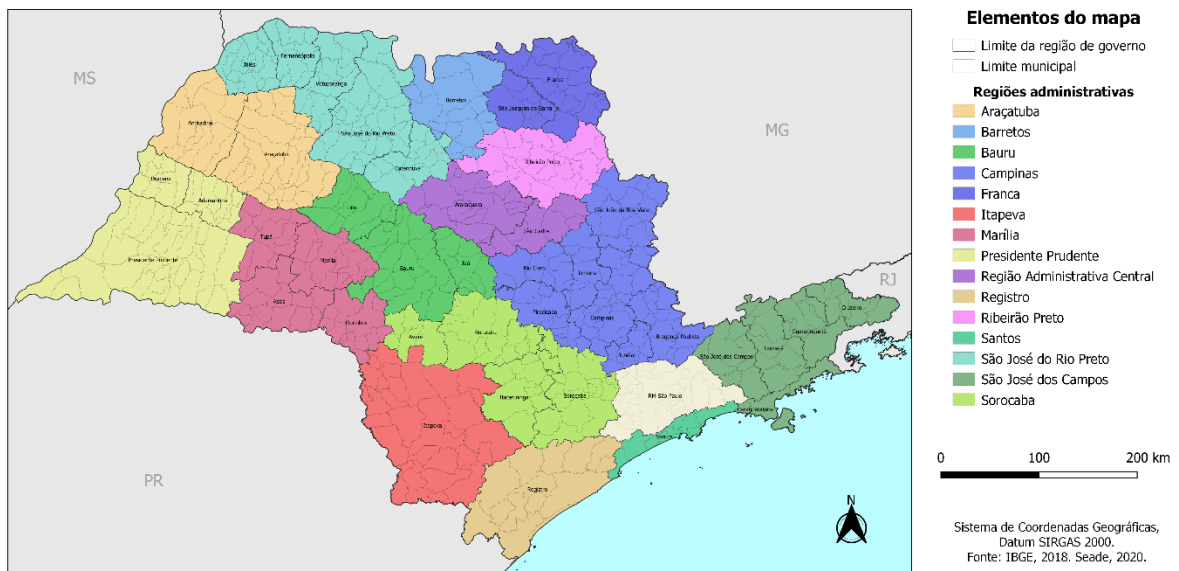 MS
MG
RJ
PR
Jales
Fernandópolis
Votuporanga
São José do Rio Preto
Catanduva
Barretos
Franca
São Joaquim da Barra
Ribeirão Preto
Andradina
Araçatuba
Dracena
Adamantina
Presidente Prudente
Tupã
Marília
Assis
Ourinhos
Lins
Bauru
Jaú
Araraquara
São Carlos
São João da Boa Vista
Rio Claro
Limeira
Piracicaba
Campinas
Jundiaí
Bragança Paulista
Avaré
Botucatu
Itapetininga
Sorocaba
Itapeva
Registro
RM São Paulo
Santos
São José dos Campos
Taubaté
Guaratinguetá
Cruzeiro
Caraguatatuba
N
Elementos do mapa
Limite da região de governo
Limite municipal
Regiões administrativas
Araçatuba
Barretos
Bauru
Campinas
Franca
Itapeva
Marília
Presidente Prudente
Região Administrativa Central
Registro
Ribeirão Preto
Santos
São José do Rio Preto
São José dos Campos
Sorocaba
0 100 200 km
Sistema de Coordenadas Geográficas,
Datum SIRGAS 2000.
Fonte: IBGE, 2018. Seade, 2020.